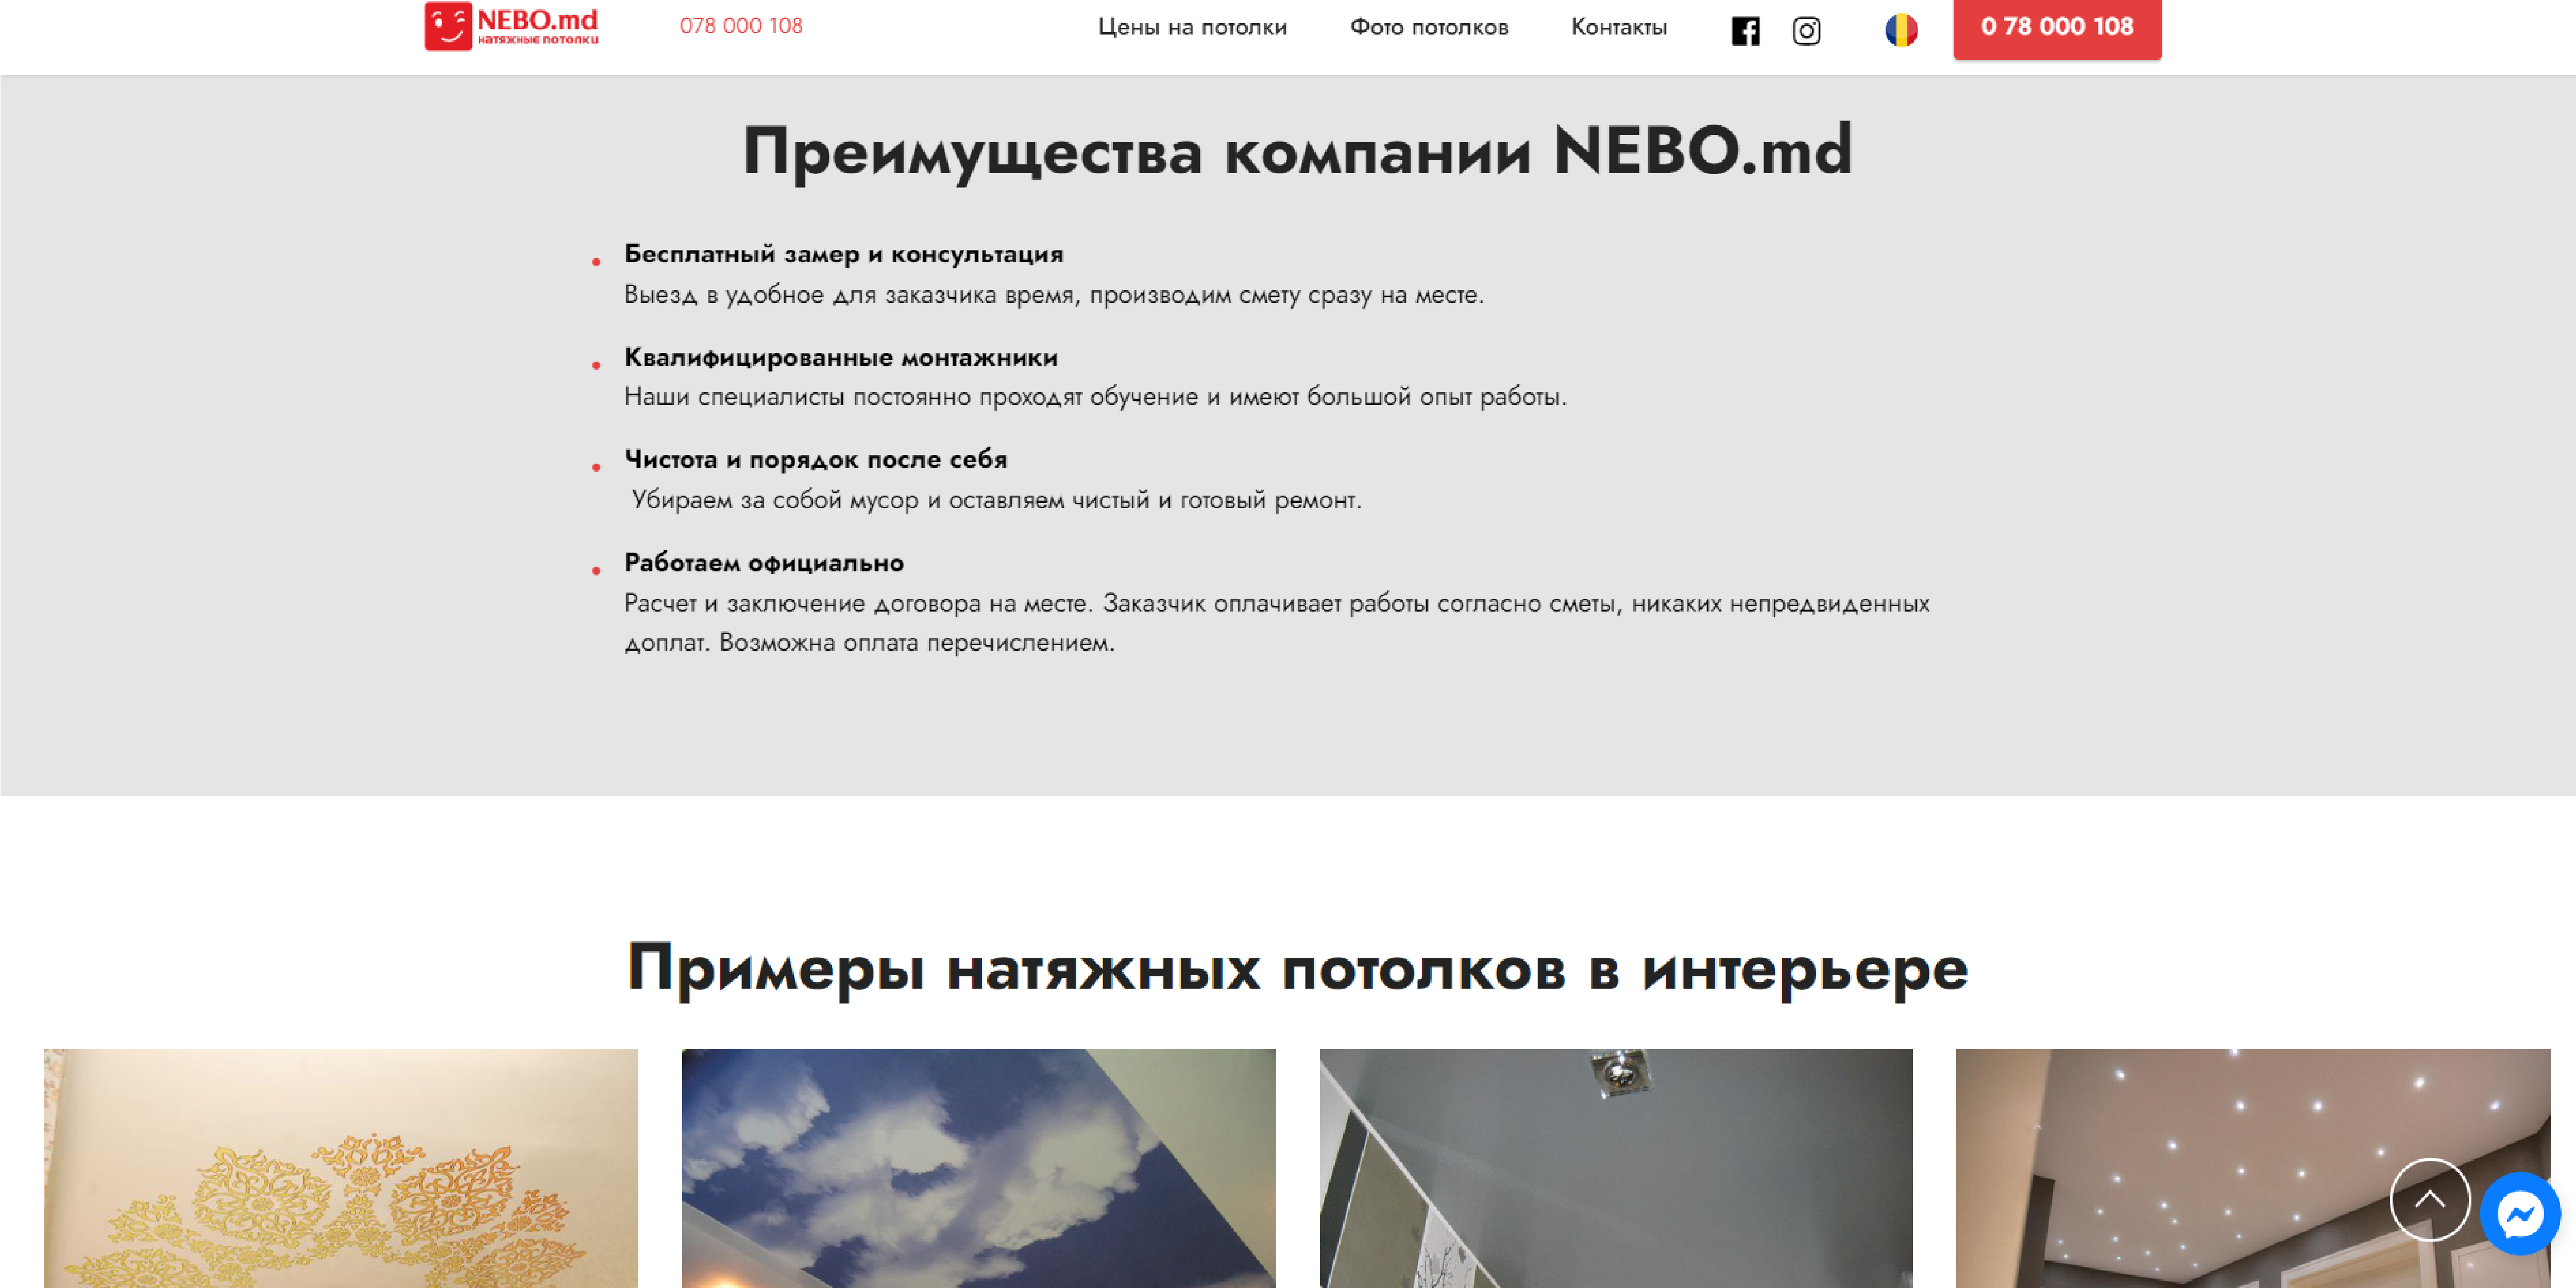 NEBO.md
натяжные потолки
078 000 108
Цены на потолки
Фото потолков
Контакты
0 78 000 108
Преимущества компании NEBO.md
Бесплатный замер и консультация
Выезд в удобное для заказчика время, производим смету сразу на месте.
Квалифицированные монтажники
Наши специалисты постоянно проходят обучение и имеют большой опыт работы.
Чистота и порядок после себя
Убираем за собой мусор и оставляем чистый и готовый ремонт.
Работаем официально
Расчет и заключение договора на месте. Заказчик оплачивает работы согласно сметы, никаких непредвиденных
доплат. Возможна оплата перечислением.
Примеры натяжных потолков в интерьере